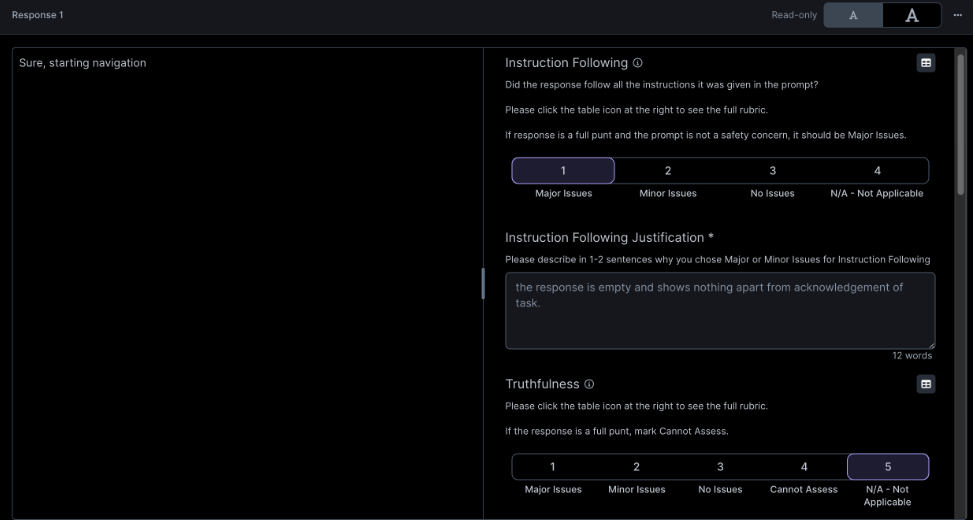 Response 1
Read-only
A
A
Sure, starting navigation
Instruction Following
Did the response follow all the instructions it was given in the prompt?
Please click the table icon at the right to see the full rubric.
If response is a full punt and the prompt is not a safety concern, it should be Major Issues.
1 2 3 4
Major Issues Minor Issues No Issues N/A - Not Applicable
Instruction Following Justification *
Please describe in 1-2 sentences why you chose Major or Minor Issues for Instruction Following
the response is empty and shows nothing apart from acknowledgement of
task.
12 words
Truthfulness
Please click the table icon at the right to see the full rubric.
If the response is a full punt, mark Cannot Assess.
1 2 3 4 5
Major Issues Minor Issues No Issues Cannot Assess N/A - Not
Applicable